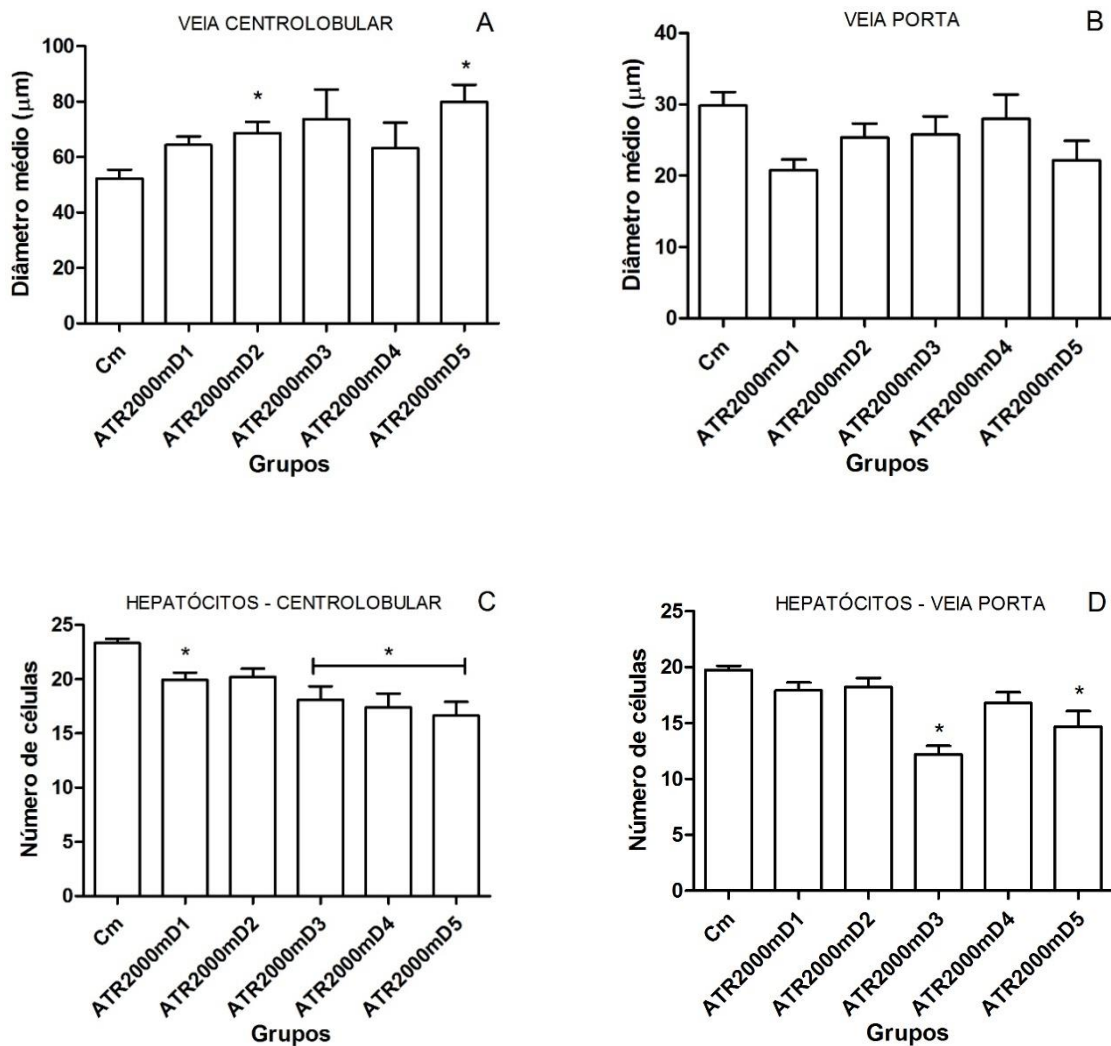 VEIA CENTROLOBULAR
A
Diâmetro médio (μm)
100
80
60
40
20
0
*
*
Cm
ATR2000mD1
ATR2000mD2
ATR2000mD3
ATR2000mD4
ATR2000mD5
Grupos
VEIA PORTA
B
Diâmetro médio (μm)
40
30
20
10
0
Cm
ATR2000mD1
ATR2000mD2
ATR2000mD3
ATR2000mD4
ATR2000mD5
Grupos
HEPATÓCITOS - CENTROLOBULAR
C
Número de células
25
20
15
10
5
0
*
*
Cm
ATR2000mD1
ATR2000mD2
ATR2000mD3
ATR2000mD4
ATR2000mD5
Grupos
HEPATÓCITOS - VEIA PORTA
D
Número de células
25
20
15
10
5
0
*
*
Cm
ATR2000mD1
ATR2000mD2
ATR2000mD3
ATR2000mD4
ATR2000mD5
Grupos